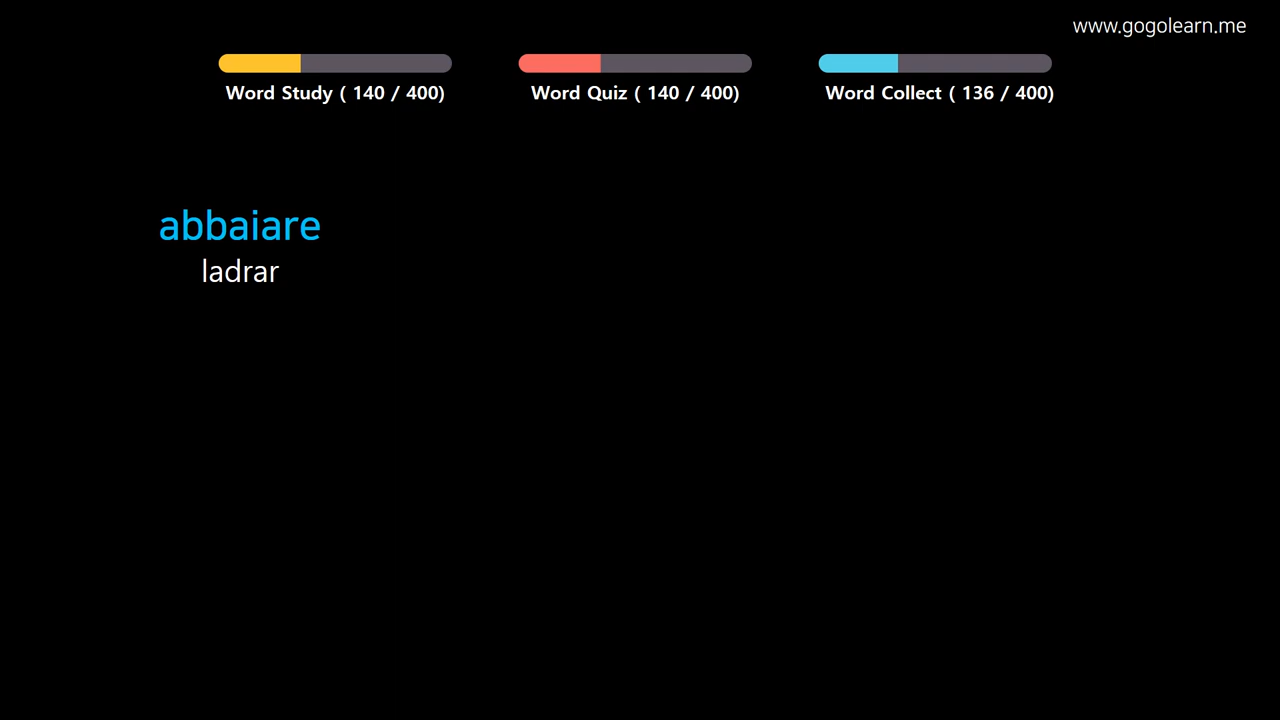 www.gogolearn.me
Word Study ( 140 / 400)
Word Quiz ( 140 / 400)
Word Collect ( 136 / 400)
abbaiare
ladrar